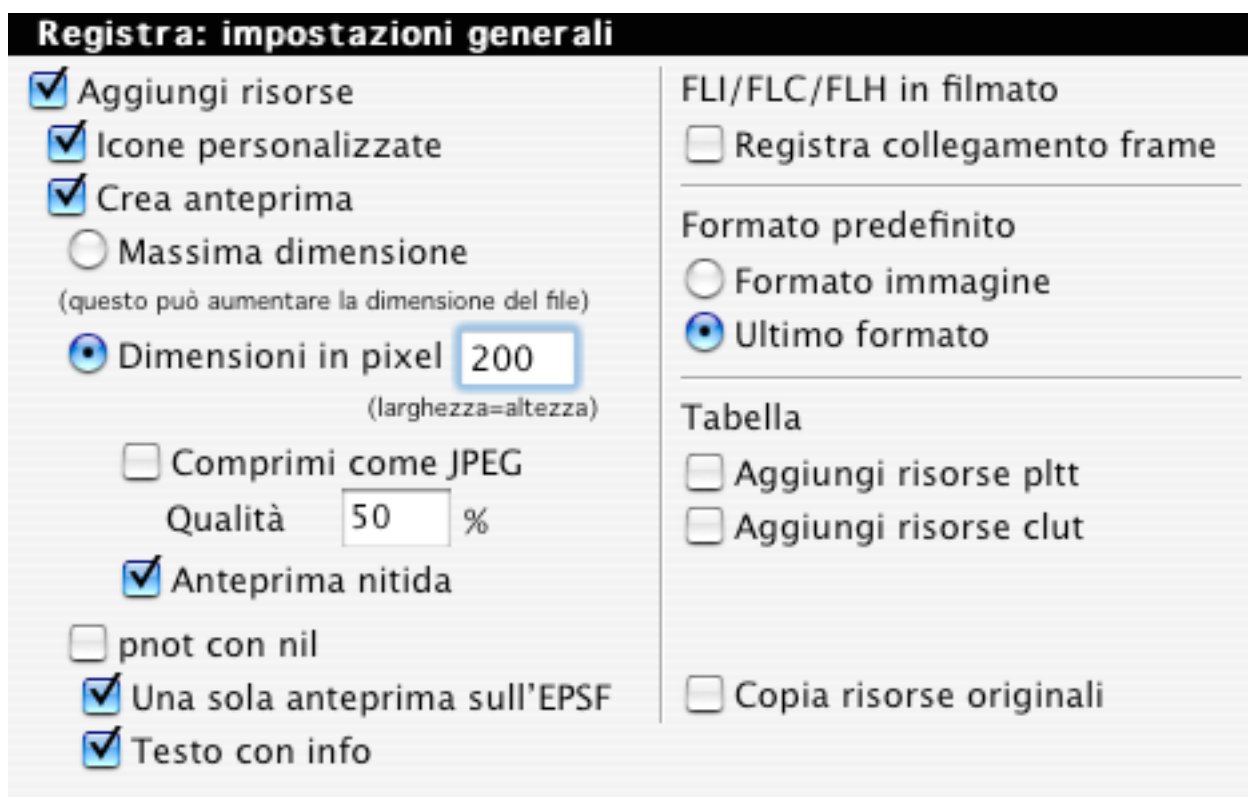 Registra: impostazioni generali
Aggiungi risorse
Icone personalizzate
Crea anteprima
Massima dimensione
(questo può aumentare la dimensione del file)
Dimensioni in pixel 200
(larghezza=altezza)
Comprimi come JPEG
Qualità 50 %
Anteprima nitida
pnot con nil
Una sola anteprima sull'EPSF
Testo con info
FLI/FLC/FLH in filmato
Registra collegamento frame
Formato predefinito
Formato immagine
Ultimo formato
Tabella
Aggiungi risorse pltt
Aggiungi risorse clut
Copia risorse originali